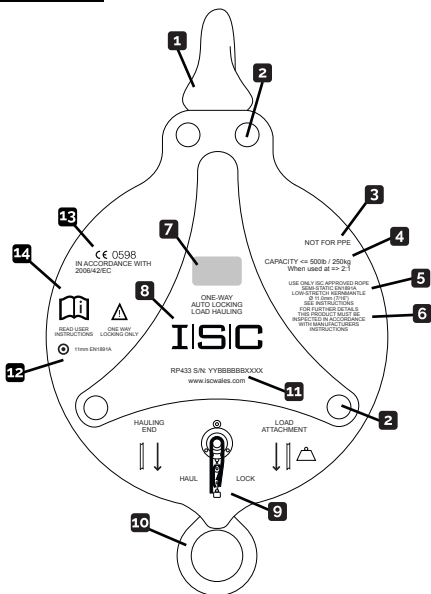 1
2
3
NOT FOR PPE
13
CE 0598
IN ACCORDANCE WITH
2006/42/EC
4
CAPACITY <= 500lb / 250kg
When used at => 2:1
7
14
5
USE ONLY ISC APPROVED ROPE
SEMI-STATIC EN1891A
LOW-STRETCH KERNMANTLE
Ø 11.0mm (7/16")
SEE INSTRUCTIONS
FOR FURTHER DETAILS
THIS PRODUCT MUST BE
INSPECTED IN ACCORDANCE
WITH MANUFACTURERS
INSTRUCTIONS
6
8
ONE-WAY
AUTO LOCKING
LOAD HAULING
ISC
READ USER
INSTRUCTIONS
ONE WAY
LOCKING ONLY
12
11mm EN1891A
RP433 S/N: YYBBBBBBXXXX
www.iscwales.com
11
2
HAULING
END
LOAD
ATTACHMENT
HAUL
LOCK
9
10